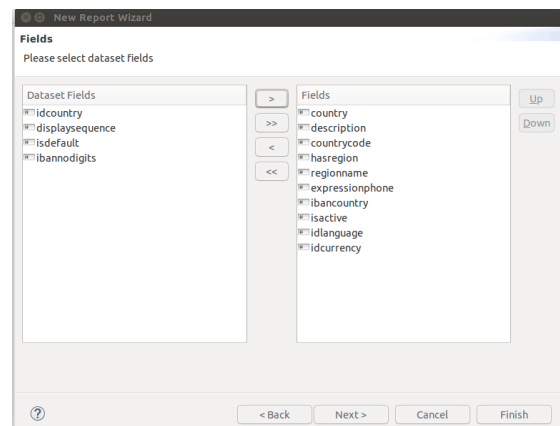 New Report Wizard
Fields
Please select dataset fields
Dataset Fields
idcountry
displaysequence
isdefault
ibannodigits
>
>>
<
<<
Fields
country
description
countrycode
hasregion
regionname
expressionphone
ibancountry
isactive
idlanguage
idcurrency
Up
Down
?
< Back
Next >
Cancel
Finish